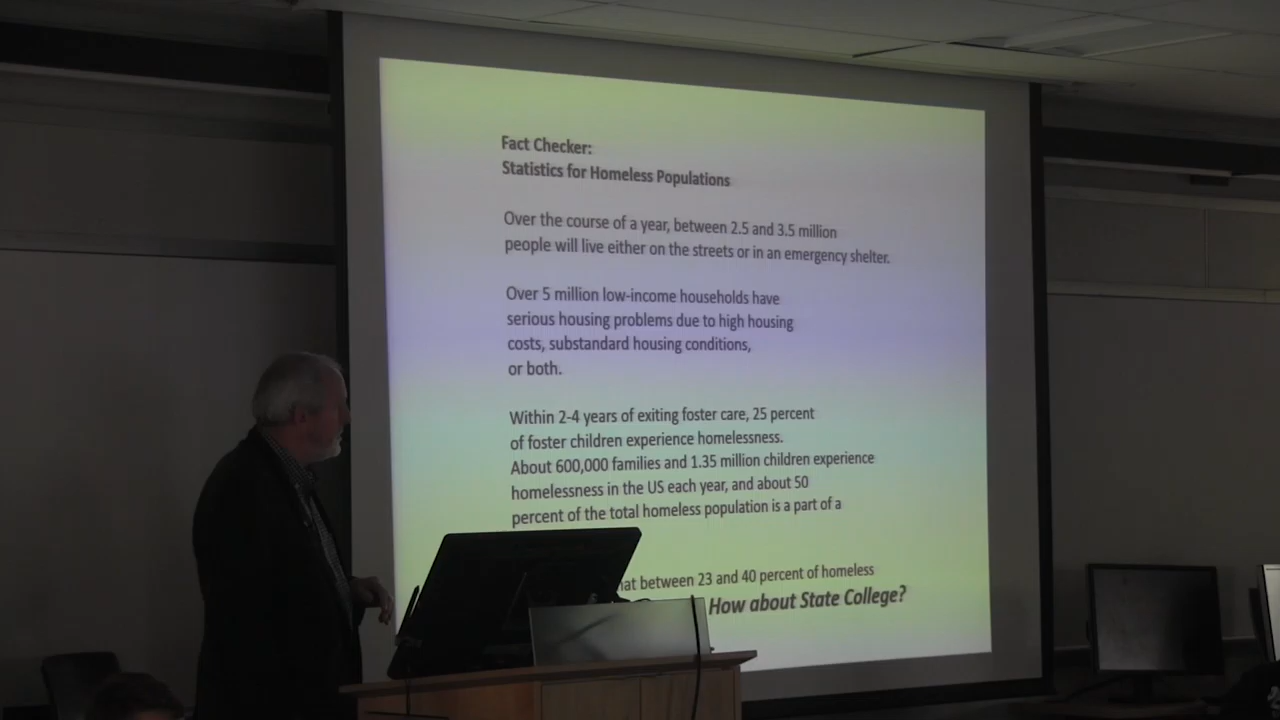 Fact Checker:
Statistics for Homeless Populations
Over the course of a year, between 2.5 and 3.5 million
people will live either on the streets or in an emergency shelter.
Over 5 million low-income households have
serious housing problems due to high housing
costs, substandard housing conditions,
or both.
Within 2-4 years of exiting foster care, 25 percent
of foster children experience homelessness.
About 600,000 families and 1.35 million children experience
homelessness in the US each year, and about 50
percent of the total homeless population is a part of a
between 23 and 40 percent of homeless
How about State College?